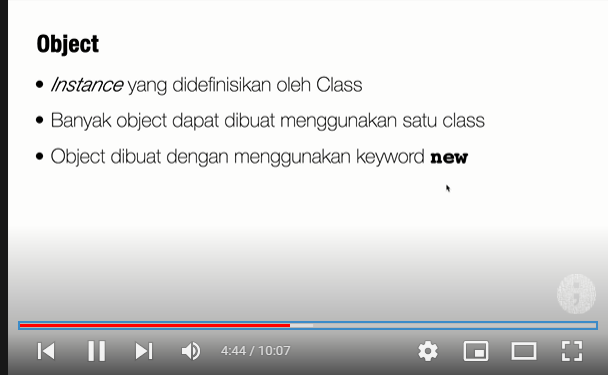 Object
• Instance yang didefinisikan oleh Class
• Banyak object dapat dibuat menggunakan satu class
• Object dibuat dengan menggunakan keyword new
4:44 / 10:07